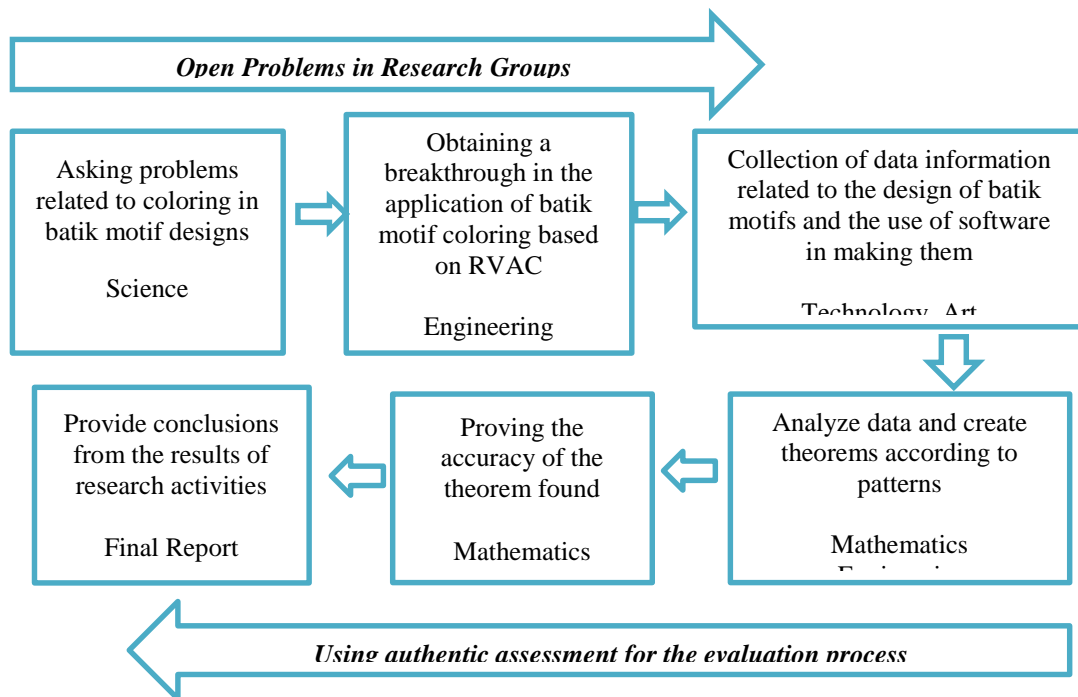 Open Problems in Research Groups
Asking problems
related to coloring in
batik motif designs
Science
Obtaining a
breakthrough in the
application of batik
motif coloring based
on RVAC
Engineering
Collection of data information
related to the design of batik
motifs and the use of software
in making them
Technology, Art
Analyze data and create
theorems according to
patterns
Mathematics
Proving the
accuracy of the
theorem found
Mathematics
Provide conclusions
from the results of
research activities
Final Report
Using authentic assessment for the evaluation process